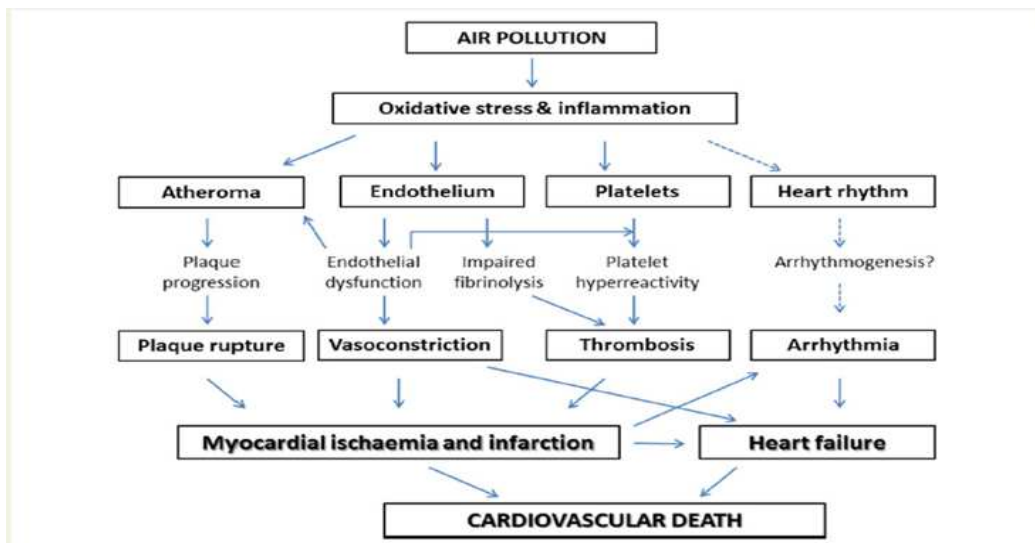 AIR POLLUTION
Oxidative stress & inflammation
Atheroma
Endothelium
Platelets
Heart rhythm
Plaque
progression
Endothelial
dysfunction
Impaired
fibrinolysis
Platelet
hyperreactivity
Arrhythmogenesis?
Plaque rupture
Vasoconstriction
Thrombosis
Arrhythmia
Myocardial ischaemia and infarction
Heart failure
CARDIOVASCULAR DEATH